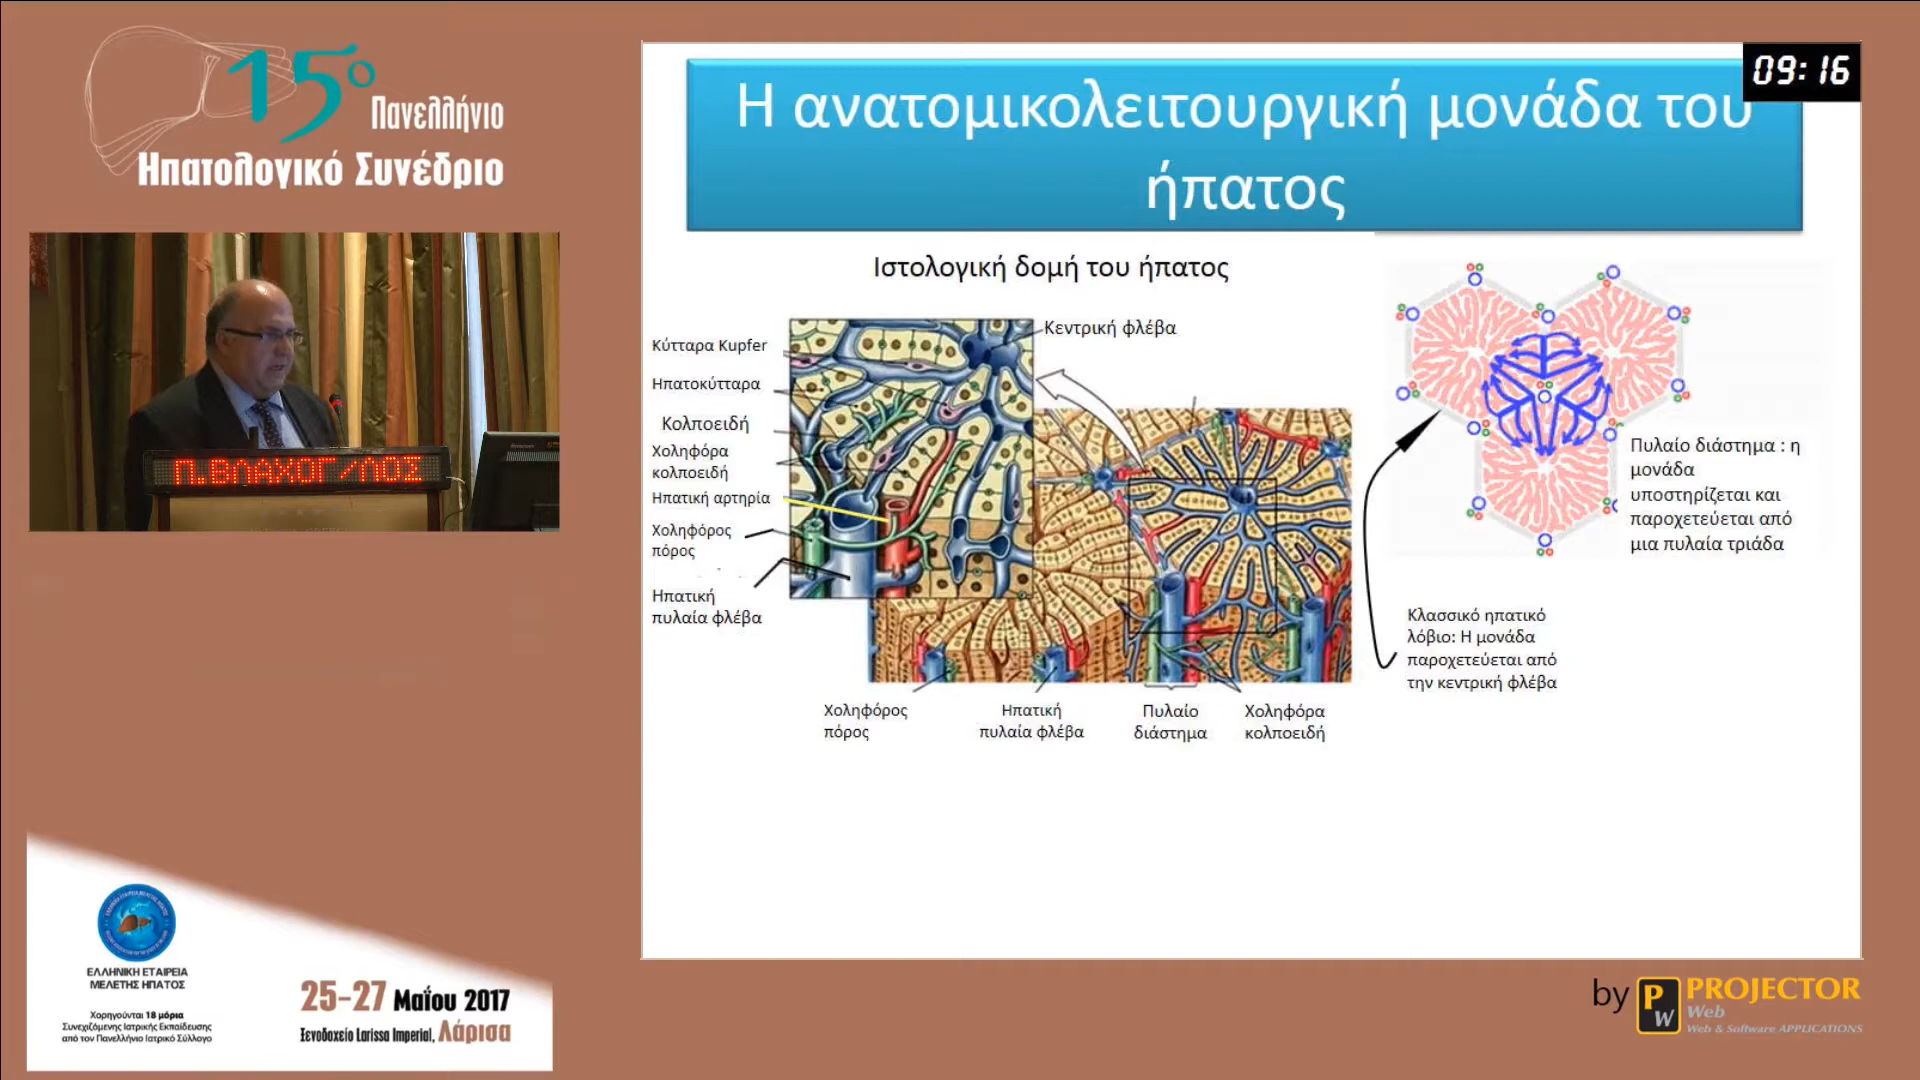 15ο
Πανελλήνιο
Ηπατολογικό Συνέδριο
Π.ΒΛΑΧΟΓ/ΛΟΣ
09:16
Η ανατομικολειτουργική μονάδα του
ήπατος
Ιστολογική δομή του ήπατος
Κεντρική φλέβα
Κύτταρα Kupfer
Ηπατοκύτταρα
Κολποειδή
Χοληφόρα
κολποειδή
Ηπατική αρτηρία
Χοληφόρος
πόρος
Ηπατική
πυλαία φλέβα
Χοληφόρος
πόρος
Ηπατική
πυλαία φλέβα
Πυλαίο
διάστημα
Χοληφόρα
κολποειδή
Πυλαίο διάστημα : η
μονάδα
υποστηρίζεται και
παροχετεύεται από
μια πυλαία τριάδα
Κλασσικό ηπατικό
λόβιο: Η μονάδα
παροχετεύεται από
την κεντρική φλέβα
ΕΛΛΗΝΙΚΗ ΕΤΑΙΡΕΙΑ
ΜΕΛΕΤΗΣ ΗΠΑΤΟΣ
Χορηγούνται 18 μόρια
Συνεχιζόμενης Ιατρικής Εκπαίδευσης
από τον Πανελλήνιο Ιατρικό Σύλλογο
25-27 Μαΐου 2017
Ξενοδοχείο Larissa Imperial, Λάρισα
by PW PROJECTOR
Web
Web & Software APPLICATIONS